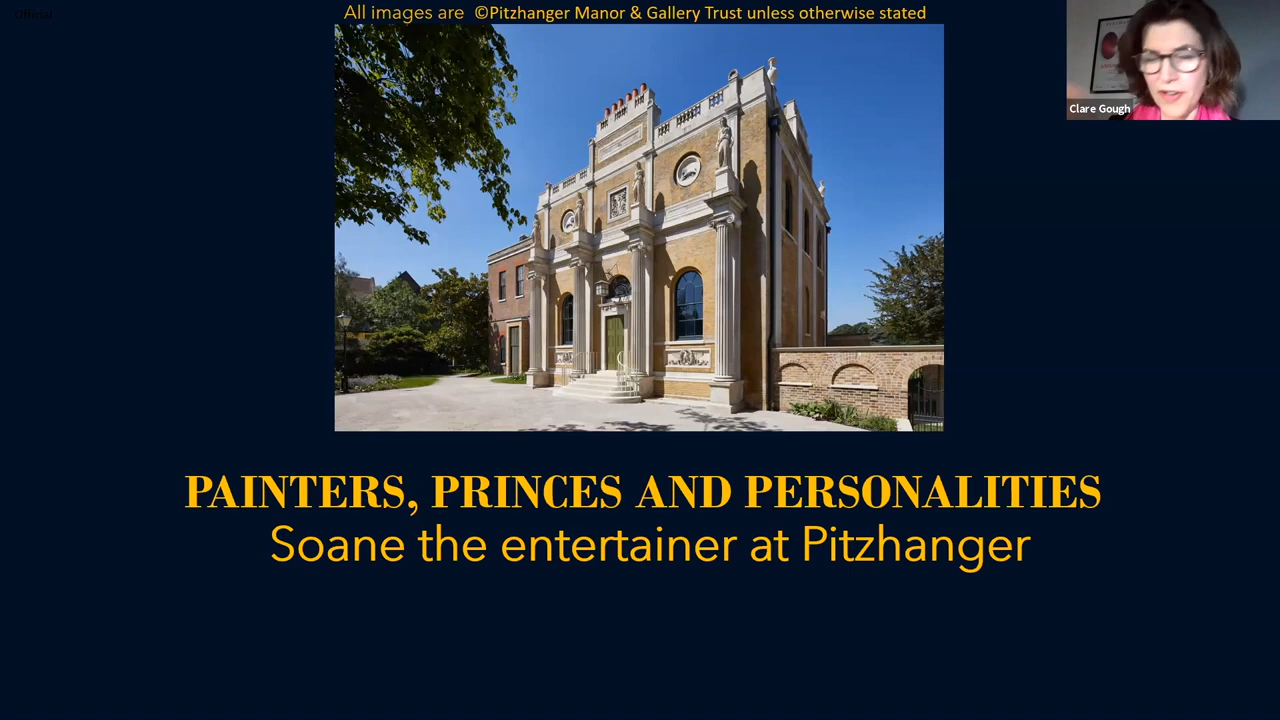 Official
All images are ©Pitzhanger Manor & Gallery Trust unless otherwise stated
Clare Gough
PAINTERS, PRINCES AND PERSONALITIES
Soane the entertainer at Pitzhanger